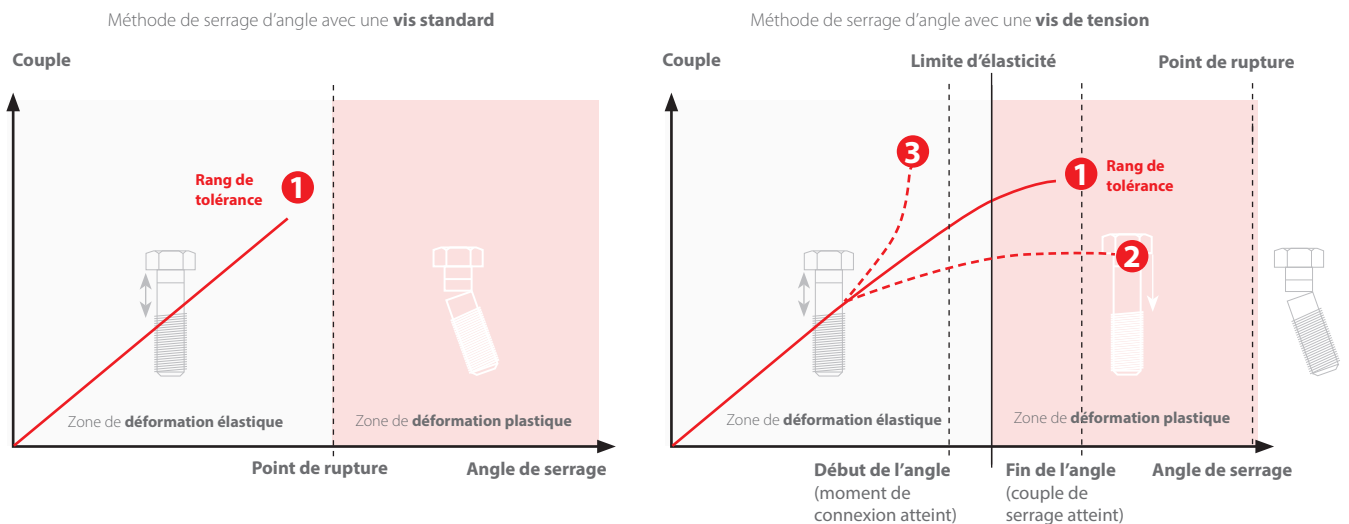 Méthode de serrage d'angle avec une vis standard
Couple
1
Rang de
tolérance
Zone de déformation élastique
Zone de déformation plastique
Point de rupture
Angle de serrage
Méthode de serrage d'angle avec une vis de tension
Couple
Limite d'élasticité
Point de rupture
3
1
Rang de
tolérance
2
Zone de déformation élastique
Zone de déformation plastique
Début de l'angle
(moment de
connexion atteint)
Fin de l'angle
(couple de
serrage atteint)
Angle de serrage